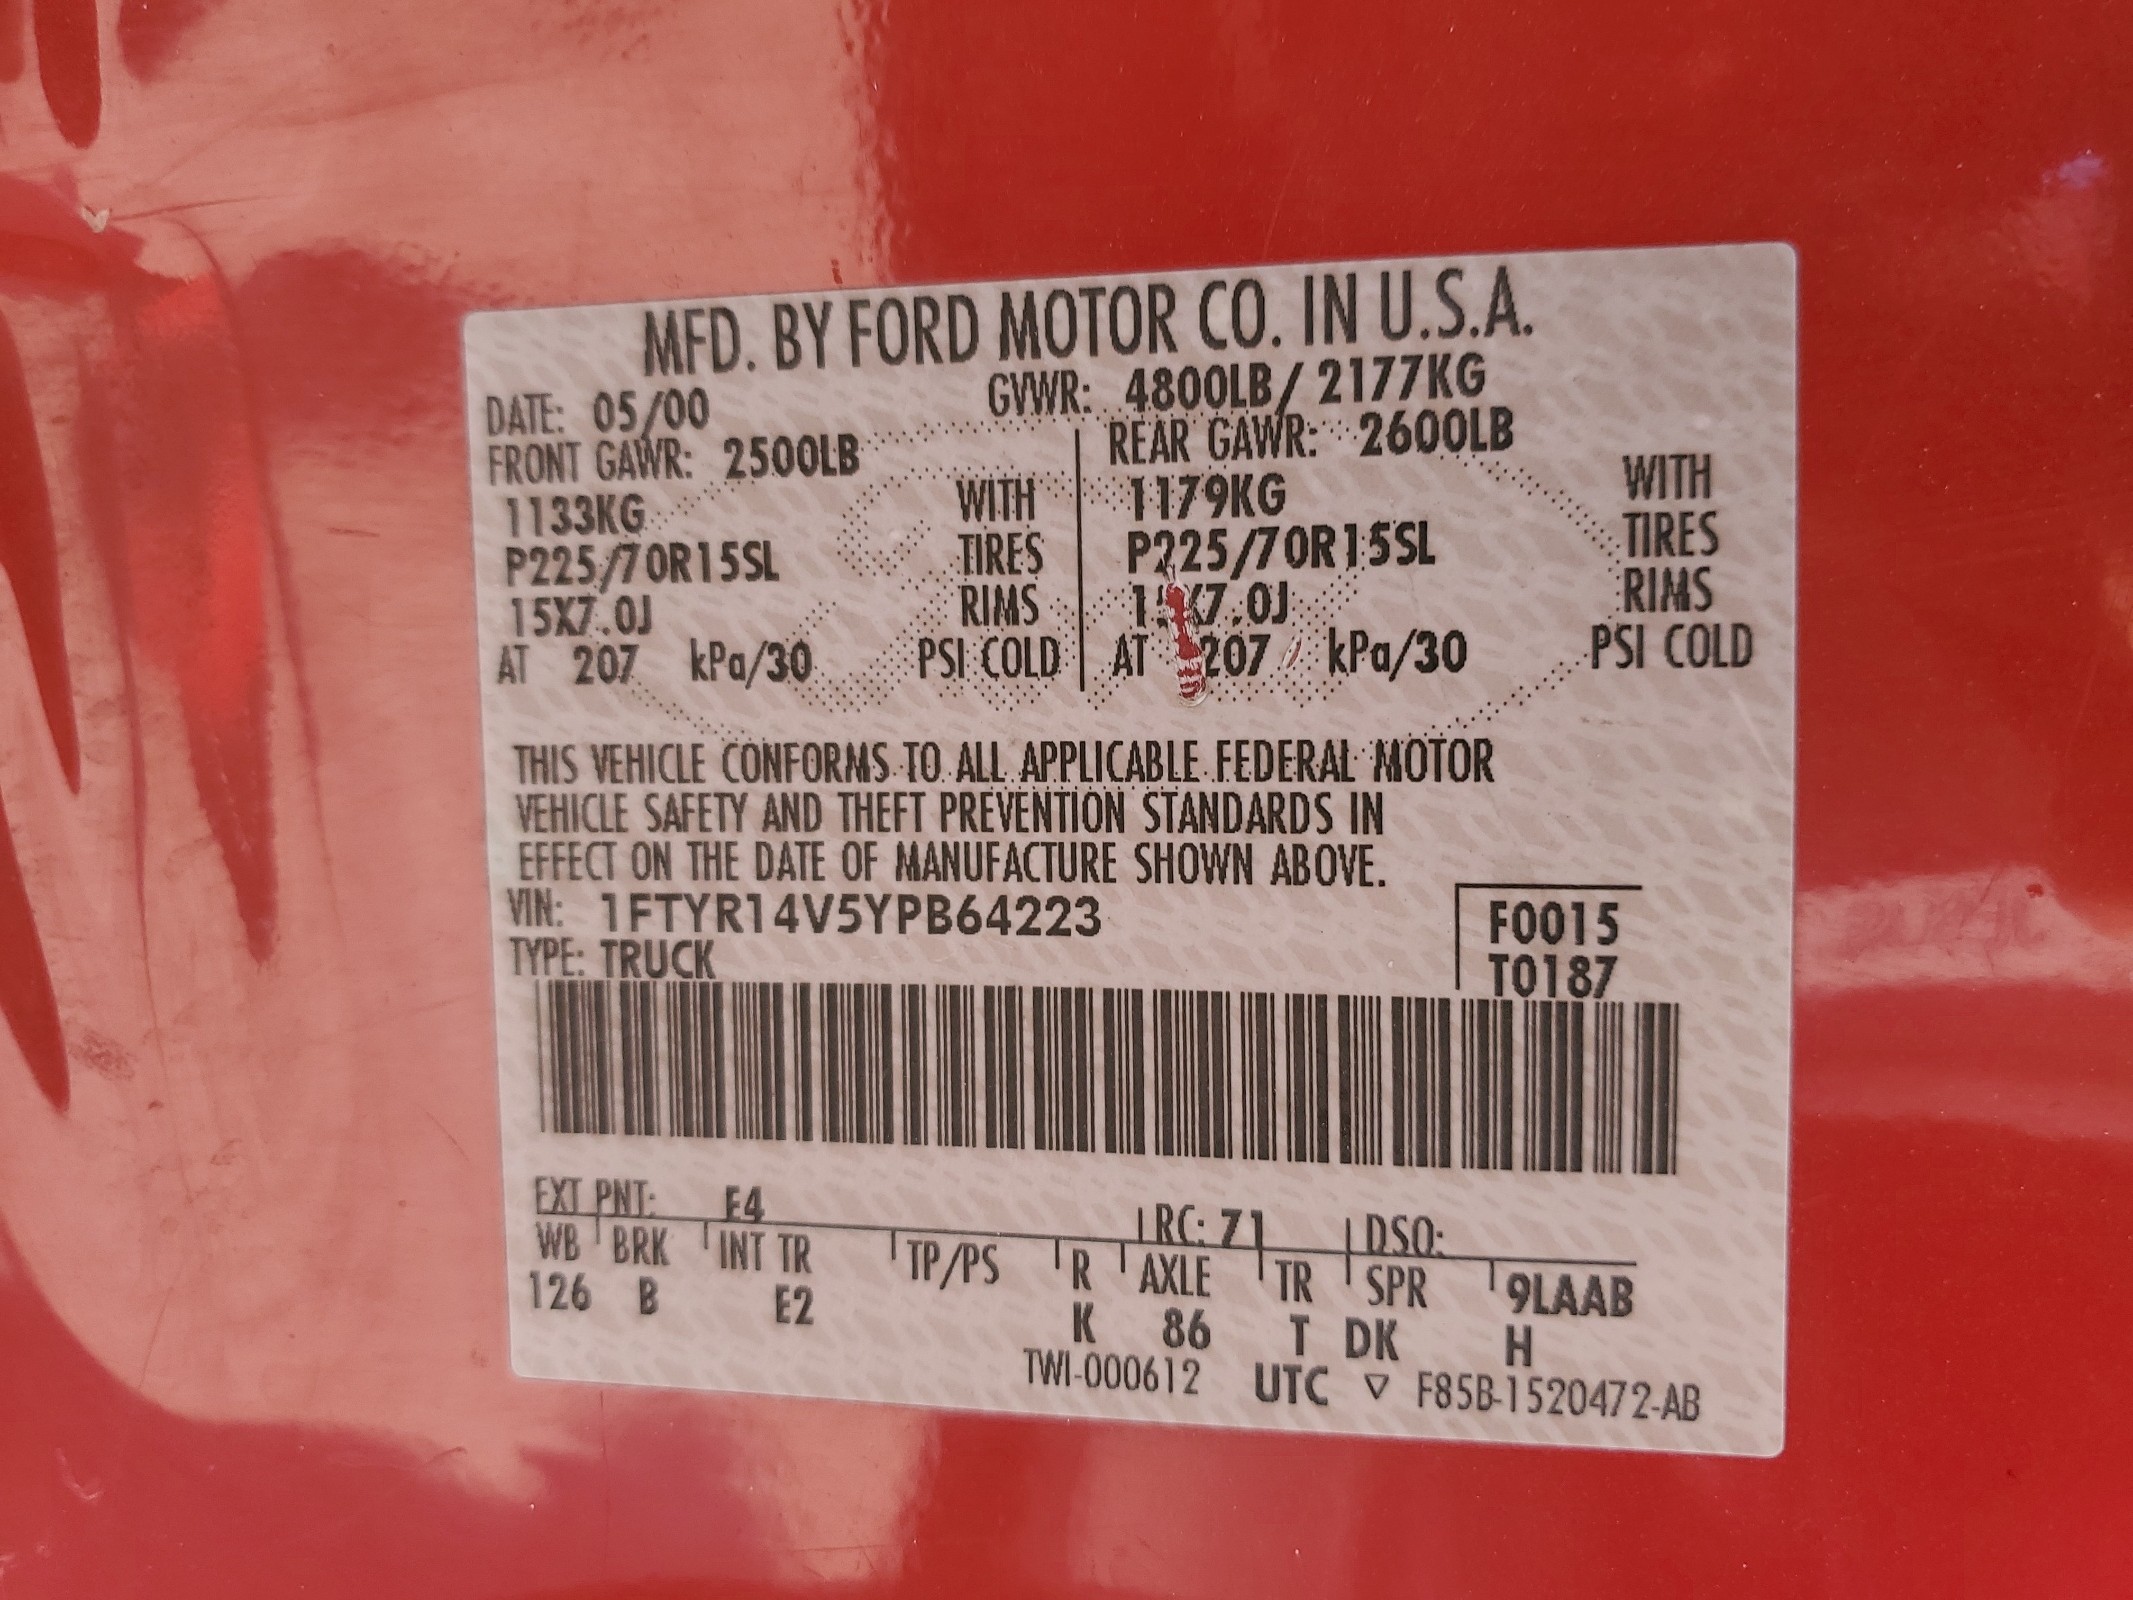 MFD. BY FORD MOTOR CO. IN U.S.A.
DATE: 05/00 GVWR: 4800LB/ 2177KG
FRONT GAWR: 2500LB REAR GAWR: 2600LB
1133KG WITH 1179KG WITH
P225/70R15SL TIRES P225/70R15SL TIRES
15X7.0J RIMS 15X7.0J RIMS
AT 207 kPa/30 PSI COLD AT 207 kPa/30 PSI COLD
THIS VEHICLE CONFORMS TO ALL APPLICABLE FEDERAL MOTOR
VEHICLE SAFETY AND THEFT PREVENTION STANDARDS IN
EFFECT ON THE DATE OF MANUFACTURE SHOWN ABOVE.
VIN: 1FTYR14V5YPB64223 F0015
TYPE: TRUCK T0187
EXT PNT: E4 RC: 71 DSO:
WB BRK INT TR TP/PS R AXLE TR SPR 9LAAB
126 B E2 K 86 T DK H
TWI-000612 UTC ▽ F85B-1520472-AB